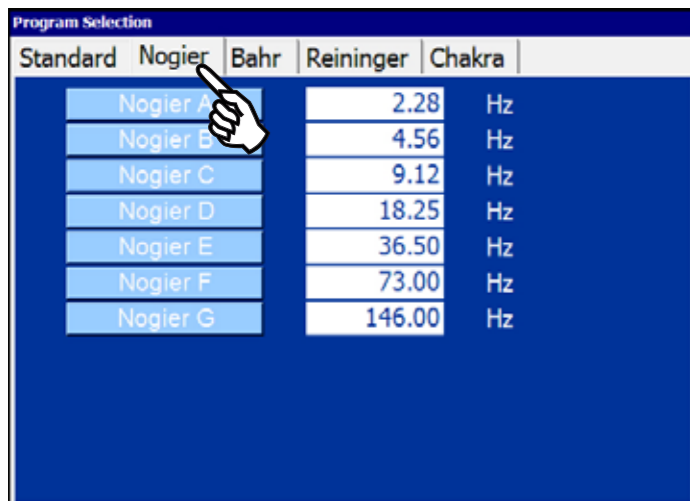 Program Selection
Standard Nogier Bahr Reininger Chakra
Nogier A 2.28 Hz
Nogier B 4.56 Hz
Nogier C 9.12 Hz
Nogier D 18.25 Hz
Nogier E 36.50 Hz
Nogier F 73.00 Hz
Nogier G 146.00 Hz